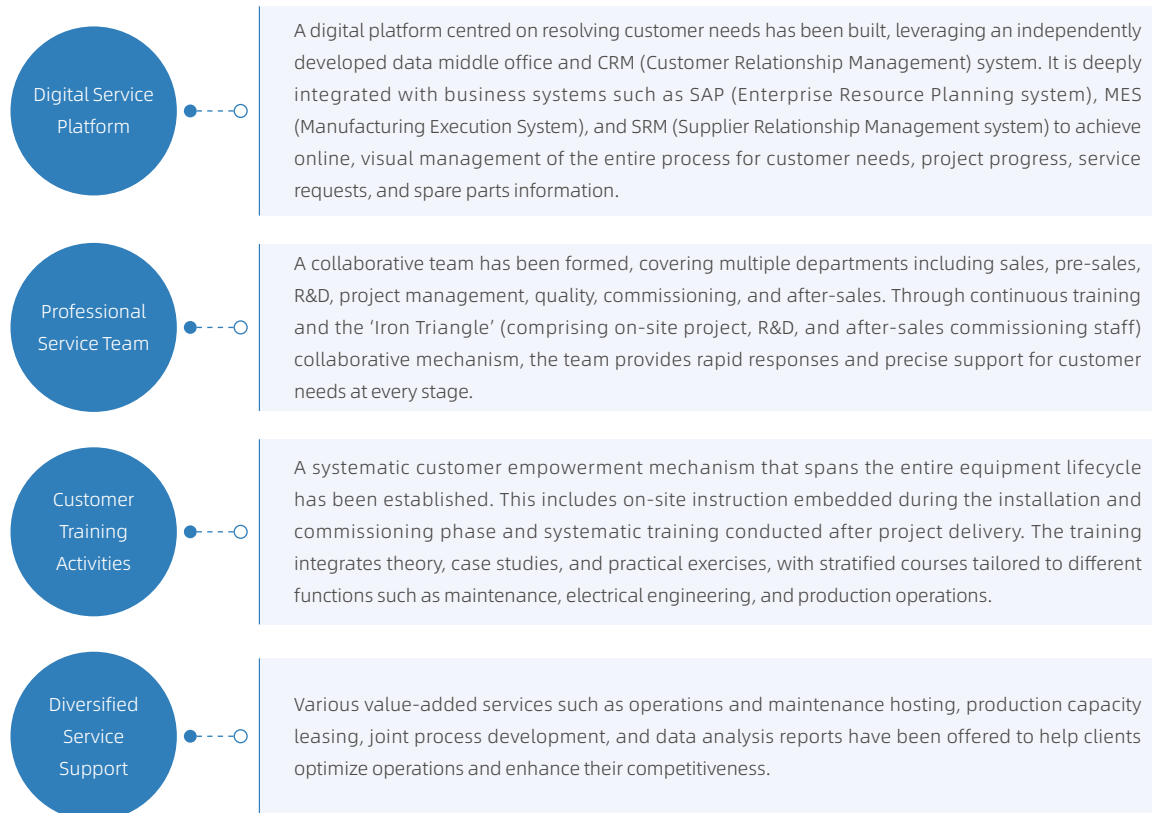 Digital Service
Platform
A digital platform centred on resolving customer needs has been built, leveraging an independently
developed data middle office and CRM (Customer Relationship Management) system. It is deeply
integrated with business systems such as SAP (Enterprise Resource Planning system), MES
(Manufacturing Execution System), and SRM (Supplier Relationship Management system) to achieve
online, visual management of the entire process for customer needs, project progress, service
requests, and spare parts information.
Professional
Service Team
A collaborative team has been formed, covering multiple departments including sales, pre-sales,
R&D, project management, quality, commissioning, and after-sales. Through continuous training
and the ‘Iron Triangle’ (comprising on-site project, R&D, and after-sales commissioning staff)
collaborative mechanism, the team provides rapid responses and precise support for customer
needs at every stage.
Customer
Training
Activities
A systematic customer empowerment mechanism that spans the entire equipment lifecycle
has been established. This includes on-site instruction embedded during the installation and
commissioning phase and systematic training conducted after project delivery. The training
integrates theory, case studies, and practical exercises, with stratified courses tailored to different
functions such as maintenance, electrical engineering, and production operations.
Diversified
Service
Support
Various value-added services such as operations and maintenance hosting, production capacity
leasing, joint process development, and data analysis reports have been offered to help clients
optimize operations and enhance their competitiveness.